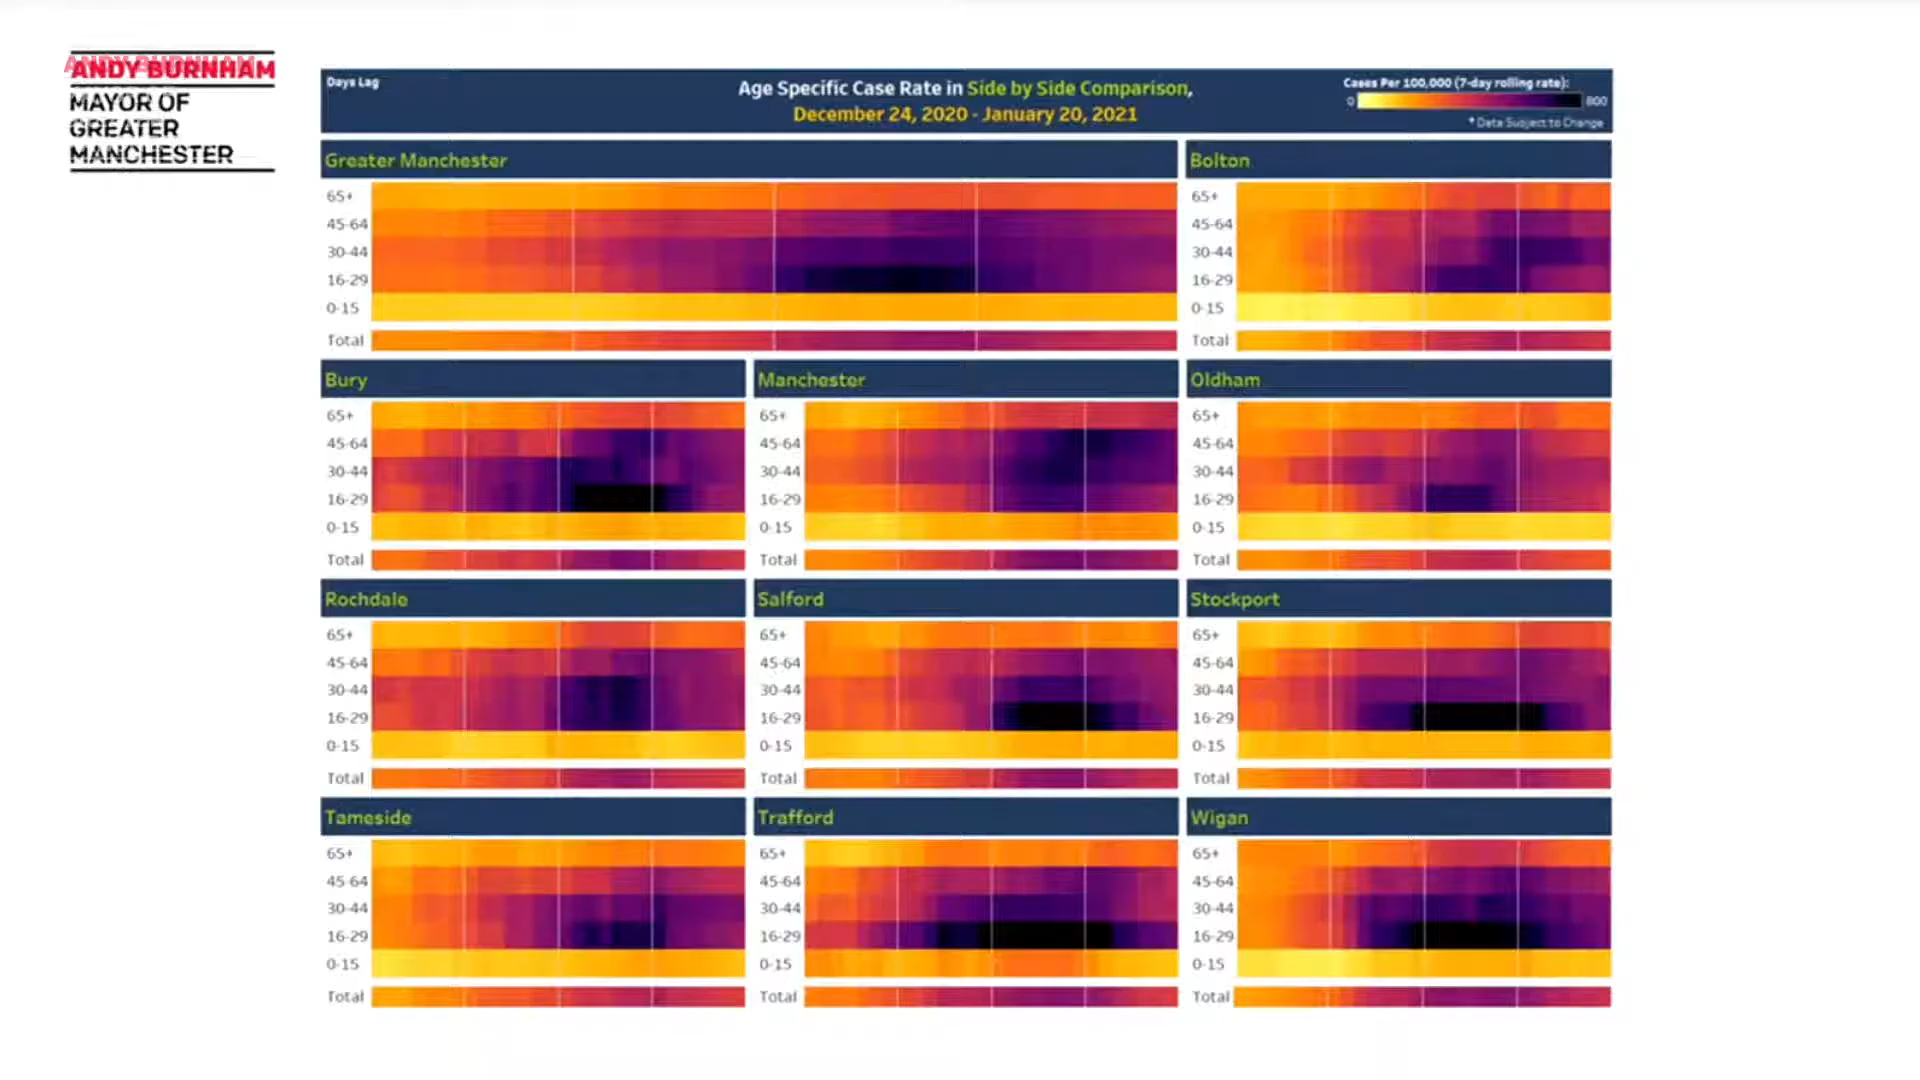 ANDY BURNHAM
MAYOR OF
GREATER
MANCHESTER
Days Lag
Age Specific Case Rate in Side by Side Comparison,
December 24, 2020 - January 20, 2021
Cases Per 100,000 (7-day rolling rate):
0 800
* Data Subject to Change
Greater Manchester
65+
45-64
30-44
16-29
0-15
Total
Bolton
65+
45-64
30-44
16-29
0-15
Total
Bury
65+
45-64
30-44
16-29
0-15
Total
Manchester
65+
45-64
30-44
16-29
0-15
Total
Oldham
65+
45-64
30-44
16-29
0-15
Total
Rochdale
65+
45-64
30-44
16-29
0-15
Total
Salford
65+
45-64
30-44
16-29
0-15
Total
Stockport
65+
45-64
30-44
16-29
0-15
Total
Tameside
65+
45-64
30-44
16-29
0-15
Total
Trafford
65+
45-64
30-44
16-29
0-15
Total
Wigan
65+
45-64
30-44
16-29
0-15
Total